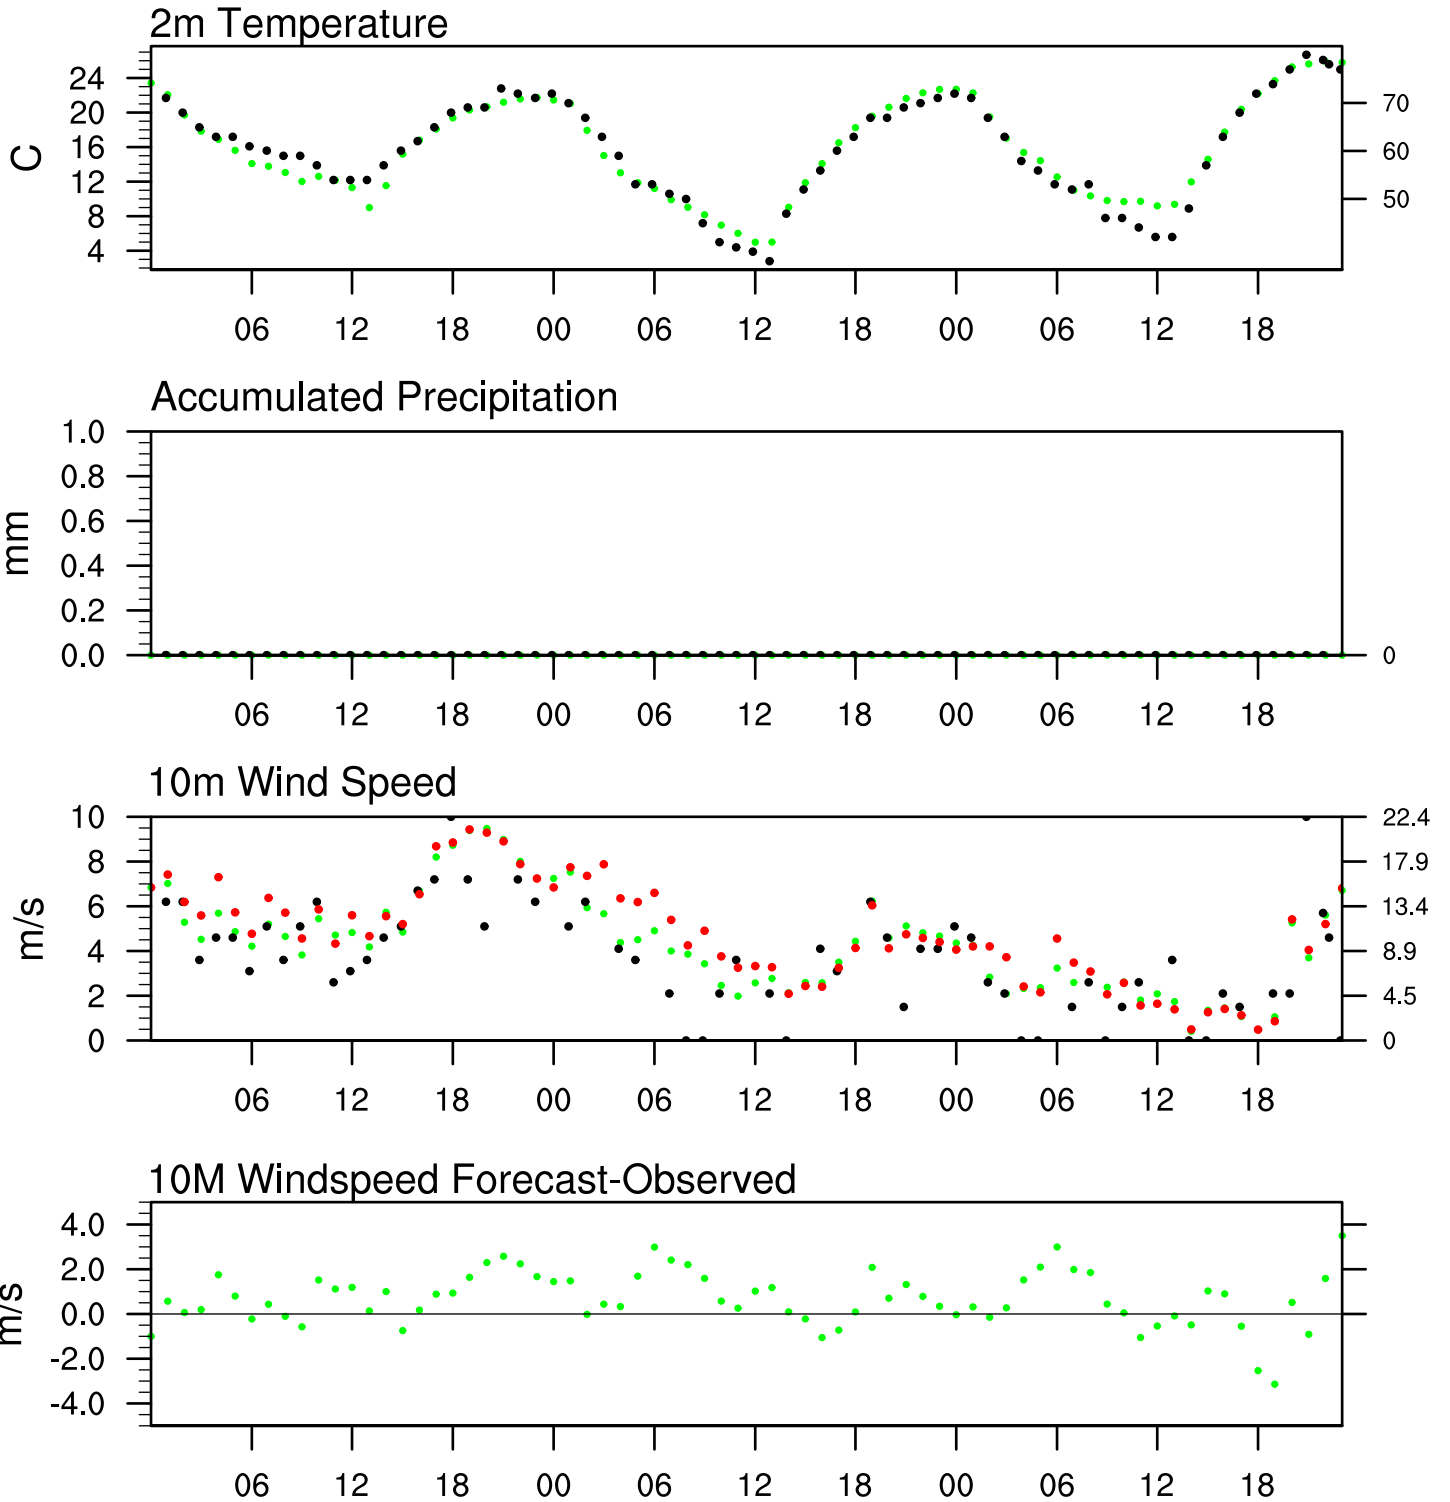 2m Temperature
24
20
16
12
8
4
C
70
60
50
06 12 18 00 06 12 18 00 06 12 18
Accumulated Precipitation
1.0
0.8
0.6
0.4
0.2
0.0
mm
0
06 12 18 00 06 12 18 00 06 12 18
10m Wind Speed
10
8
6
4
2
0
m/s
22.4
17.9
13.4
8.9
4.5
0
06 12 18 00 06 12 18 00 06 12 18
10M Windspeed Forecast-Observed
4.0
2.0
0.0
-2.0
-4.0
m/s
06 12 18 00 06 12 18 00 06 12 18